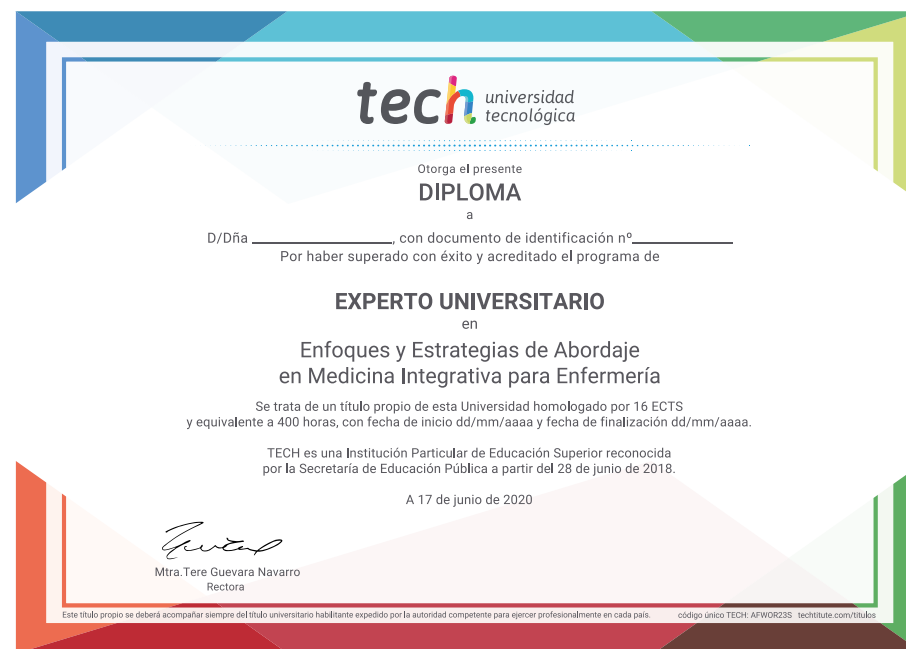 tech universidad
tecnológica
Otorga el presente
DIPLOMA
a
D/Dña ____________________, con documento de identificación nº______________
Por haber superado con éxito y acreditado el programa de
EXPERTO UNIVERSITARIO
en
Enfoques y Estrategias de Abordaje
en Medicina Integrativa para Enfermería
Se trata de un título propio de esta Universidad homologado por 16 ECTS
y equivalente a 400 horas, con fecha de inicio dd/mm/aaaa y fecha de finalización dd/mm/aaaa.
TECH es una Institución Particular de Educación Superior reconocida
por la Secretaría de Educación Pública a partir del 28 de junio de 2018.
A 17 de junio de 2020
Mtra.Tere Guevara Navarro
Rectora
Este título propio se deberá acompañar siempre del título universitario habilitante expedido por la autoridad competente para ejercer profesionalmente en cada país. código único TECH: AFWOR23S techtitute.com/títulos